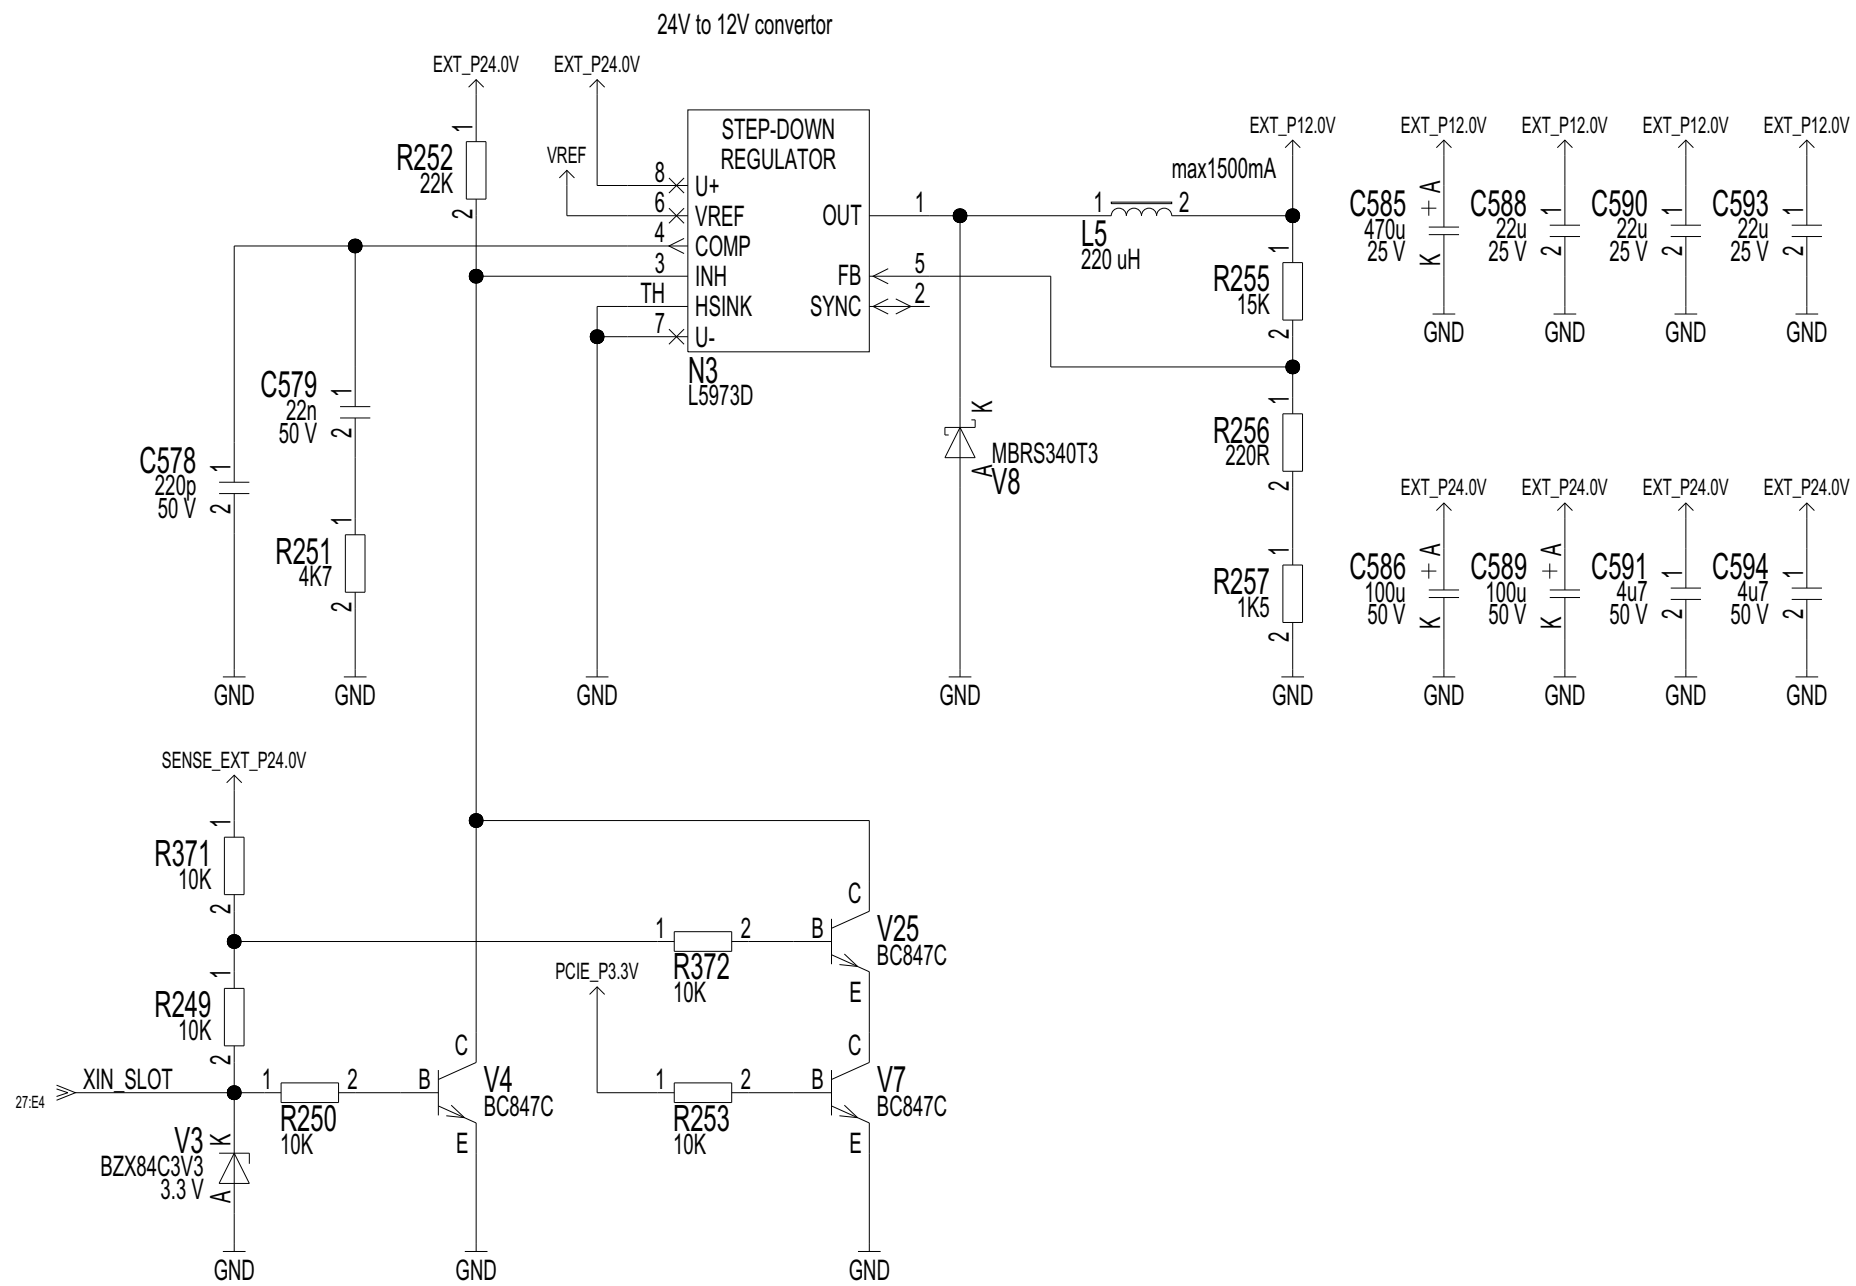 24V to 12V convertor
EXT_P24.0V
EXT_P24.0V
VREF
R252
22K
1
2
STEP-DOWN
REGULATOR
8
U+
6
VREF
4
COMP
3
INH
TH
HSINK
7
U-
OUT
1
FB
5
SYNC
2
N3
L5973D
1
2
L5
220 uH
max1500mA
EXT_P12.0V
1
R255
15K
2
1
R256
220R
2
1
R257
1K5
2
GND
K
MBRS340T3
A
V8
GND
GND
C579
22n
50 V
1
2
C578
220p
50 V
1
2
R251
4K7
1
2
GND
GND
EXT_P12.0V
EXT_P12.0V
EXT_P12.0V
EXT_P12.0V
C585
470u
25 V
+ A
K
GND
C588
22u
25 V
1
2
GND
C590
22u
25 V
1
2
GND
C593
22u
25 V
1
2
GND
EXT_P24.0V
EXT_P24.0V
EXT_P24.0V
EXT_P24.0V
C586
100u
50 V
+ A
K
GND
C589
100u
50 V
+ A
K
GND
C591
4u7
50 V
1
2
GND
C594
4u7
50 V
1
2
GND
SENSE_EXT_P24.0V
1
R371
10K
2
1
R249
10K
2
27:E4
XIN_SLOT
1
2
R250
10K
V3
BZX84C3V3
3.3 V
K
A
GND
C
B
V4
BC847C
E
GND
1
2
R372
10K
C
B
V25
BC847C
E
PCIE_P3.3V
1
2
R253
10K
C
B
V7
BC847C
E
GND